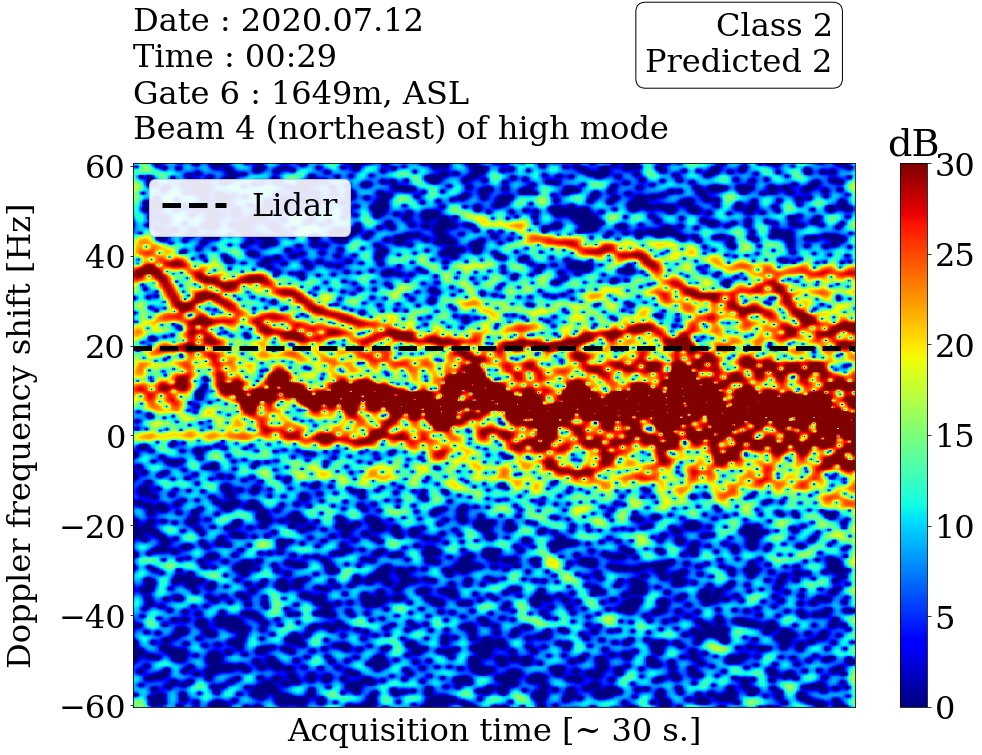 Date : 2020.07.12
Time : 00:29
Gate 6 : 1649m, ASL
Beam 4 (northeast) of high mode
Class 2
Predicted 2
dB
Lidar
Doppler frequency shift [Hz]
60
40
20
0
−20
−40
−60
Acquisition time [~ 30 s.]
30
25
20
15
10
5
0